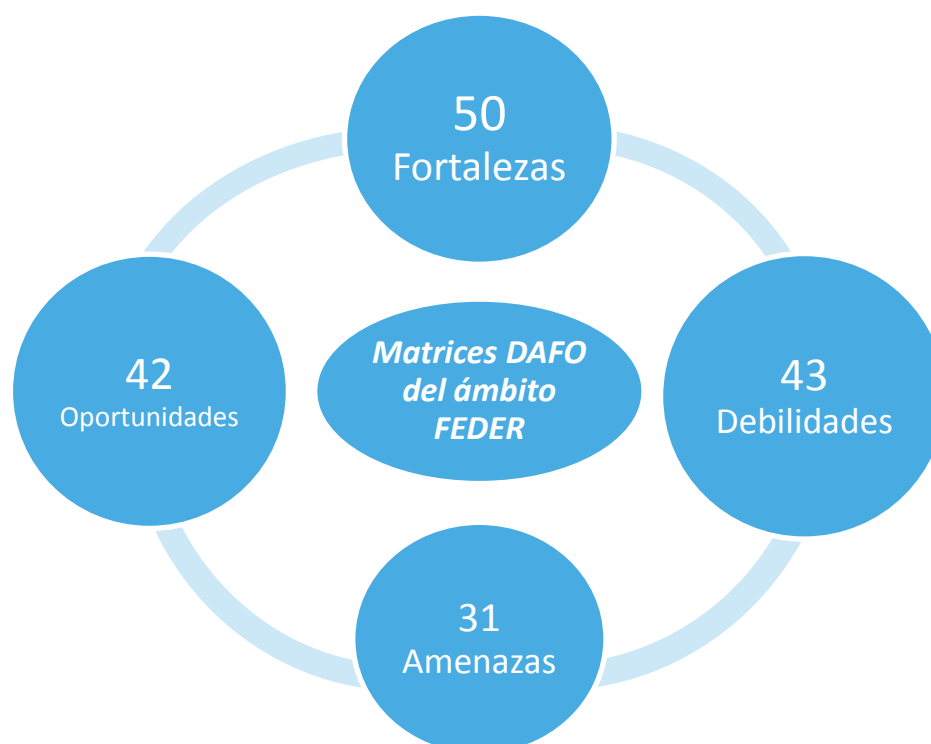 50
Fortalezas
42
Oportunidades
Matrices DAFO
del ámbito
FEDER
43
Debilidades
31
Amenazas